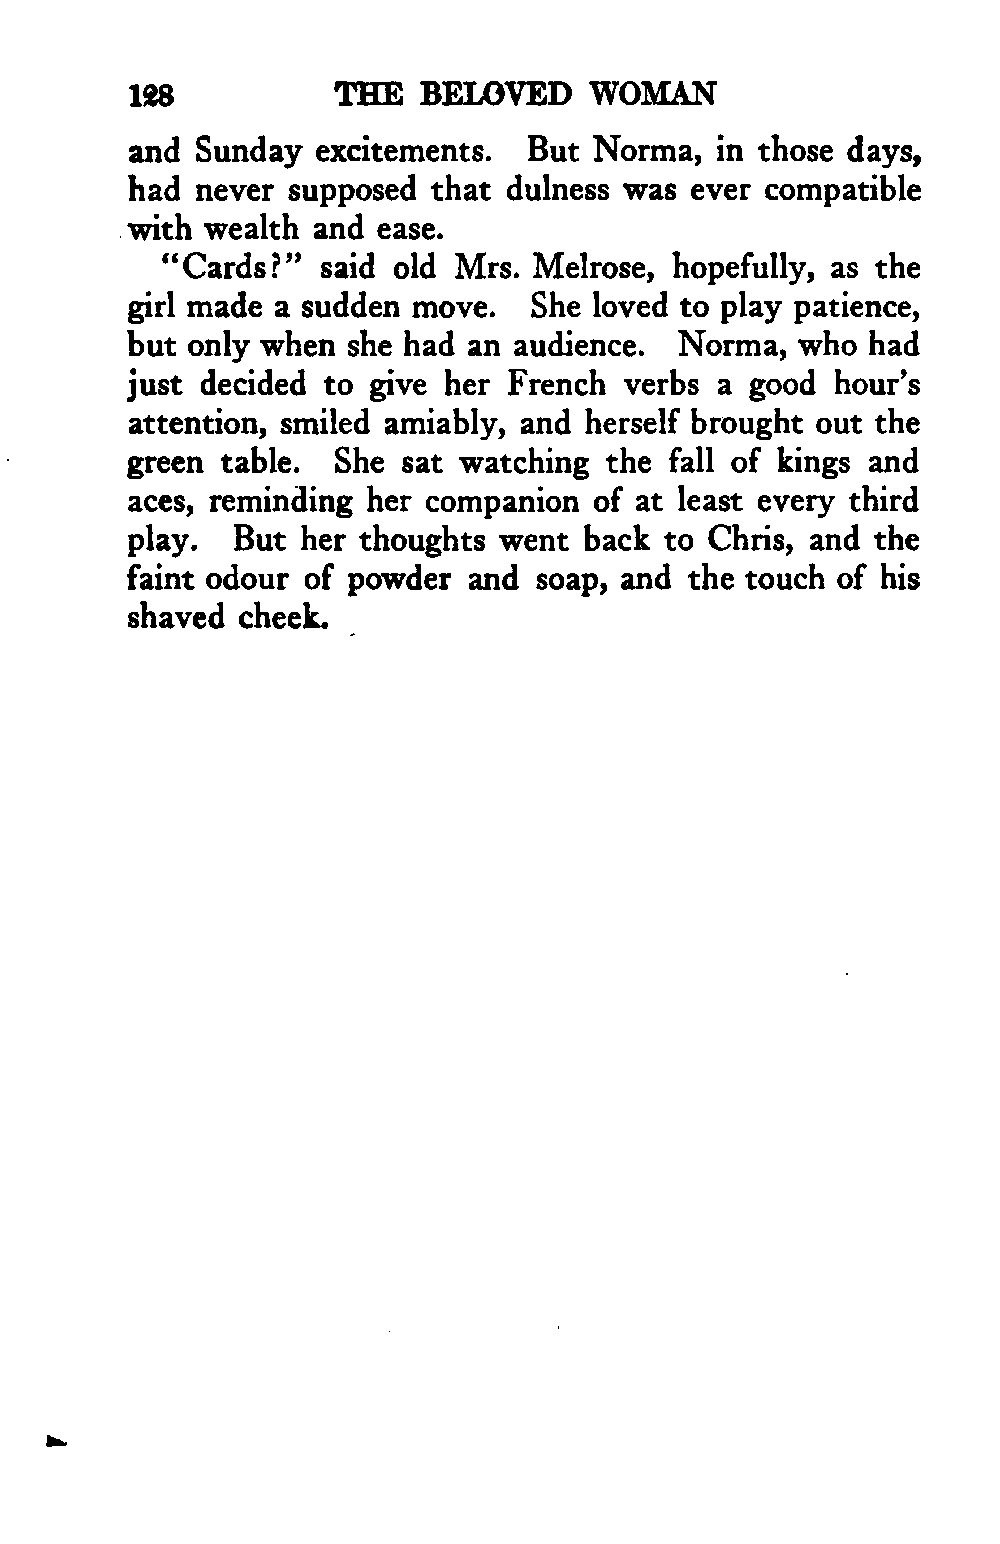 128 THE BELOVED WOMAN
and Sunday excitements. But Norma, in those days,
had never supposed that dulness was ever compatible
with wealth and ease.
"Cards?" said old Mrs. Melrose, hopefully, as the
girl made a sudden move. She loved to play patience,
but only when she had an audience. Norma, who had
just decided to give her French verbs a good hour's
attention, smiled amiably, and herself brought out the
green table. She sat watching the fall of kings and
aces, reminding her companion of at least every third
play. But her thoughts went back to Chris, and the
faint odour of powder and soap, and the touch of his
shaved cheek.